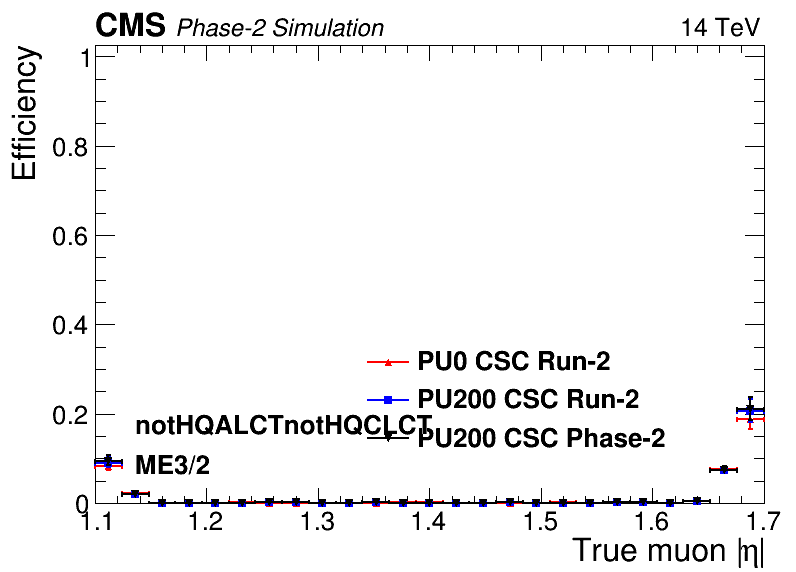 CMS Phase-2 Simulation 14 TeV
Efficiency
1
0.8
0.6
0.4
0.2
0
PU0 CSC Run-2
PU200 CSC Run-2
notHQALCTnotHQCLCT
PU200 CSC Phase-2
ME3/2
1.1 1.2 1.3 1.4 1.5 1.6 1.7
True muon |η|